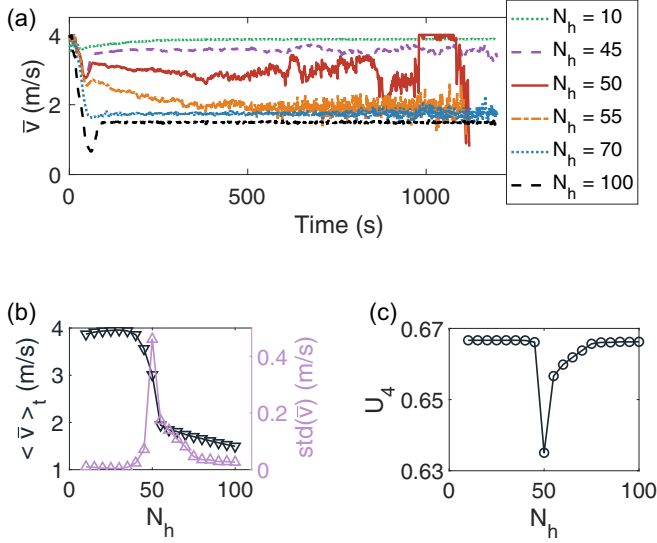 (a)
4
2
0
v̄ (m/s)
0
500
1000
Time (s)
N_h = 10
N_h = 45
N_h = 50
N_h = 55
N_h = 70
N_h = 100
(b)
4
3
2
1
< v̄ >_t (m/s)
0
50
100
N_h
0.4
0.2
0
std(v̄) (m/s)
(c)
0.67
0.65
0.63
U_4
0
50
100
N_h